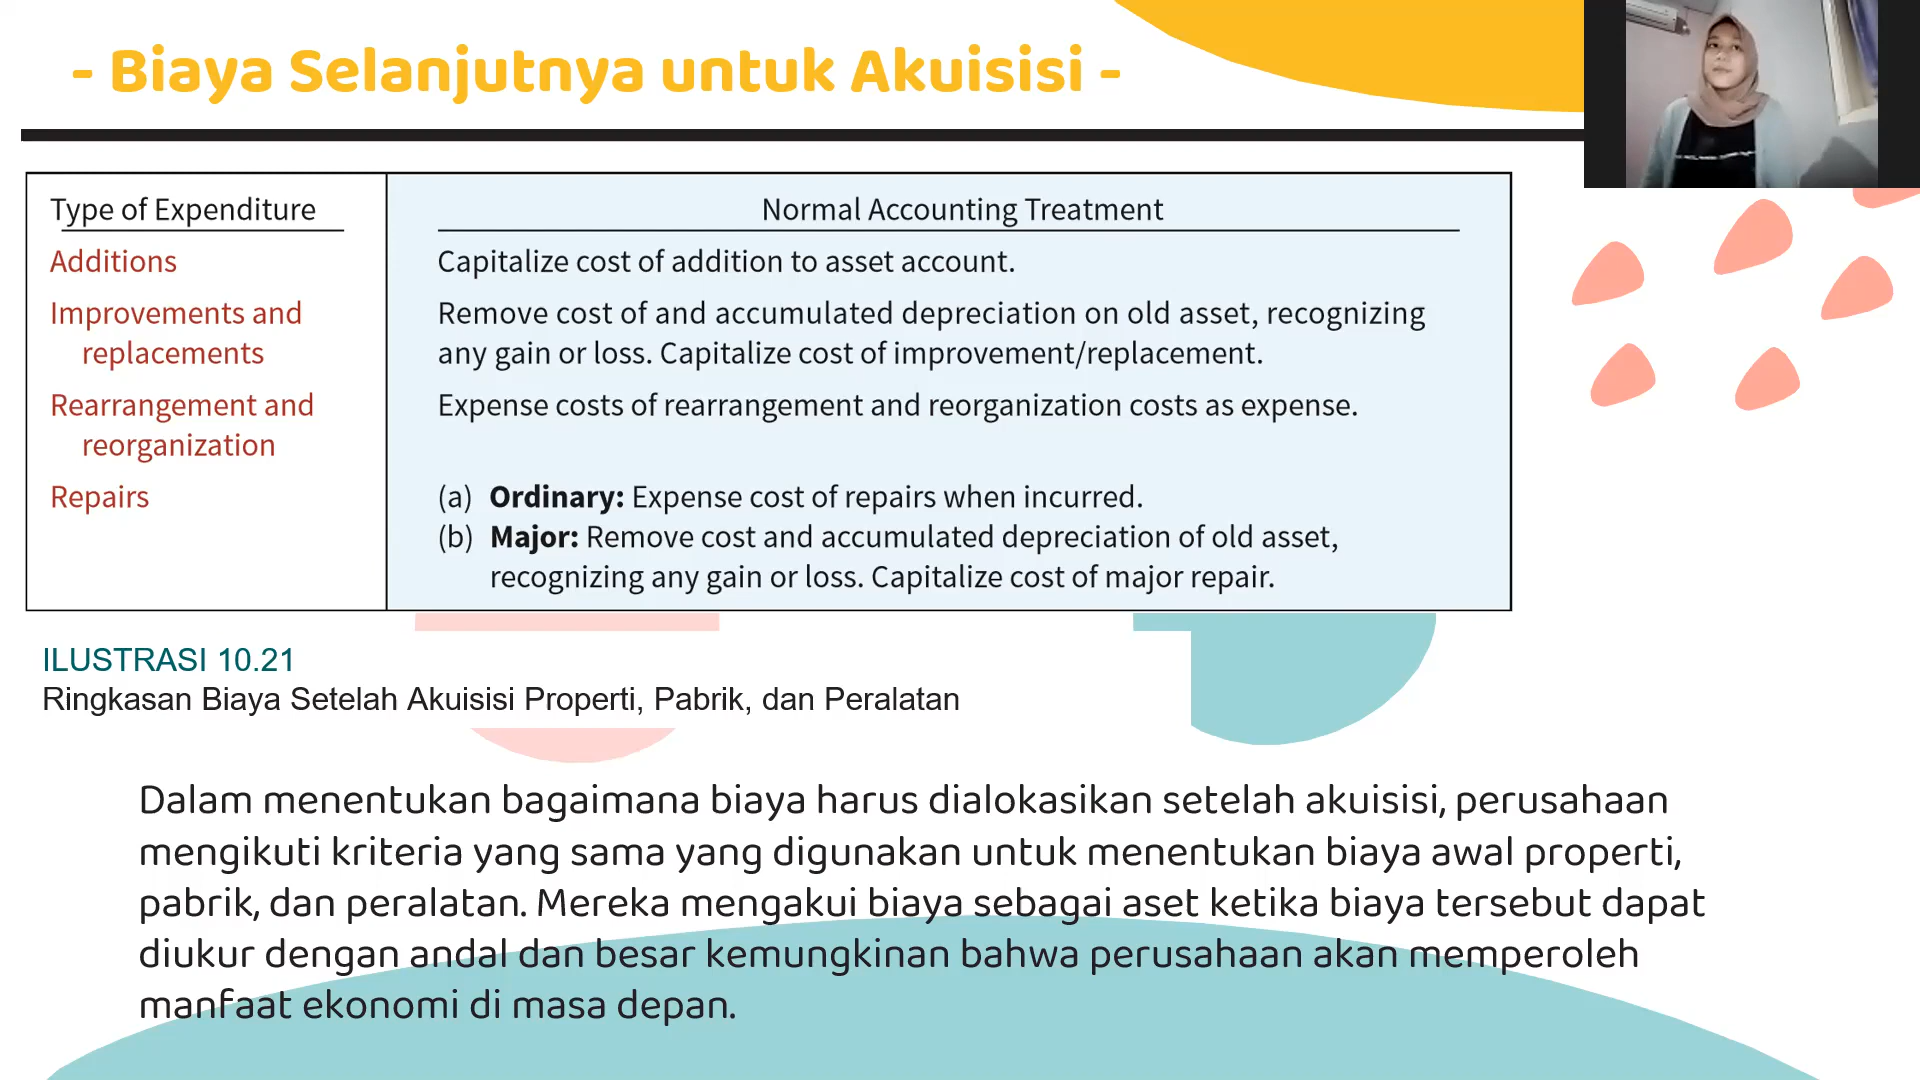 - Biaya Selanjutnya untuk Akuisisi -
Type of Expenditure
Normal Accounting Treatment
Additions
Capitalize cost of addition to asset account.
Improvements and
replacements
Remove cost of and accumulated depreciation on old asset, recognizing
any gain or loss. Capitalize cost of improvement/replacement.
Rearrangement and
reorganization
Expense costs of rearrangement and reorganization costs as expense.
Repairs
(a) Ordinary: Expense cost of repairs when incurred.
(b) Major: Remove cost and accumulated depreciation of old asset,
recognizing any gain or loss. Capitalize cost of major repair.
ILUSTRASI 10.21
Ringkasan Biaya Setelah Akuisisi Properti, Pabrik, dan Peralatan
Dalam menentukan bagaimana biaya harus dialokasikan setelah akuisisi, perusahaan
mengikuti kriteria yang sama yang digunakan untuk menentukan biaya awal properti,
pabrik, dan peralatan. Mereka mengakui biaya sebagai aset ketika biaya tersebut dapat
diukur dengan andal dan besar kemungkinan bahwa perusahaan akan memperoleh
manfaat ekonomi di masa depan.